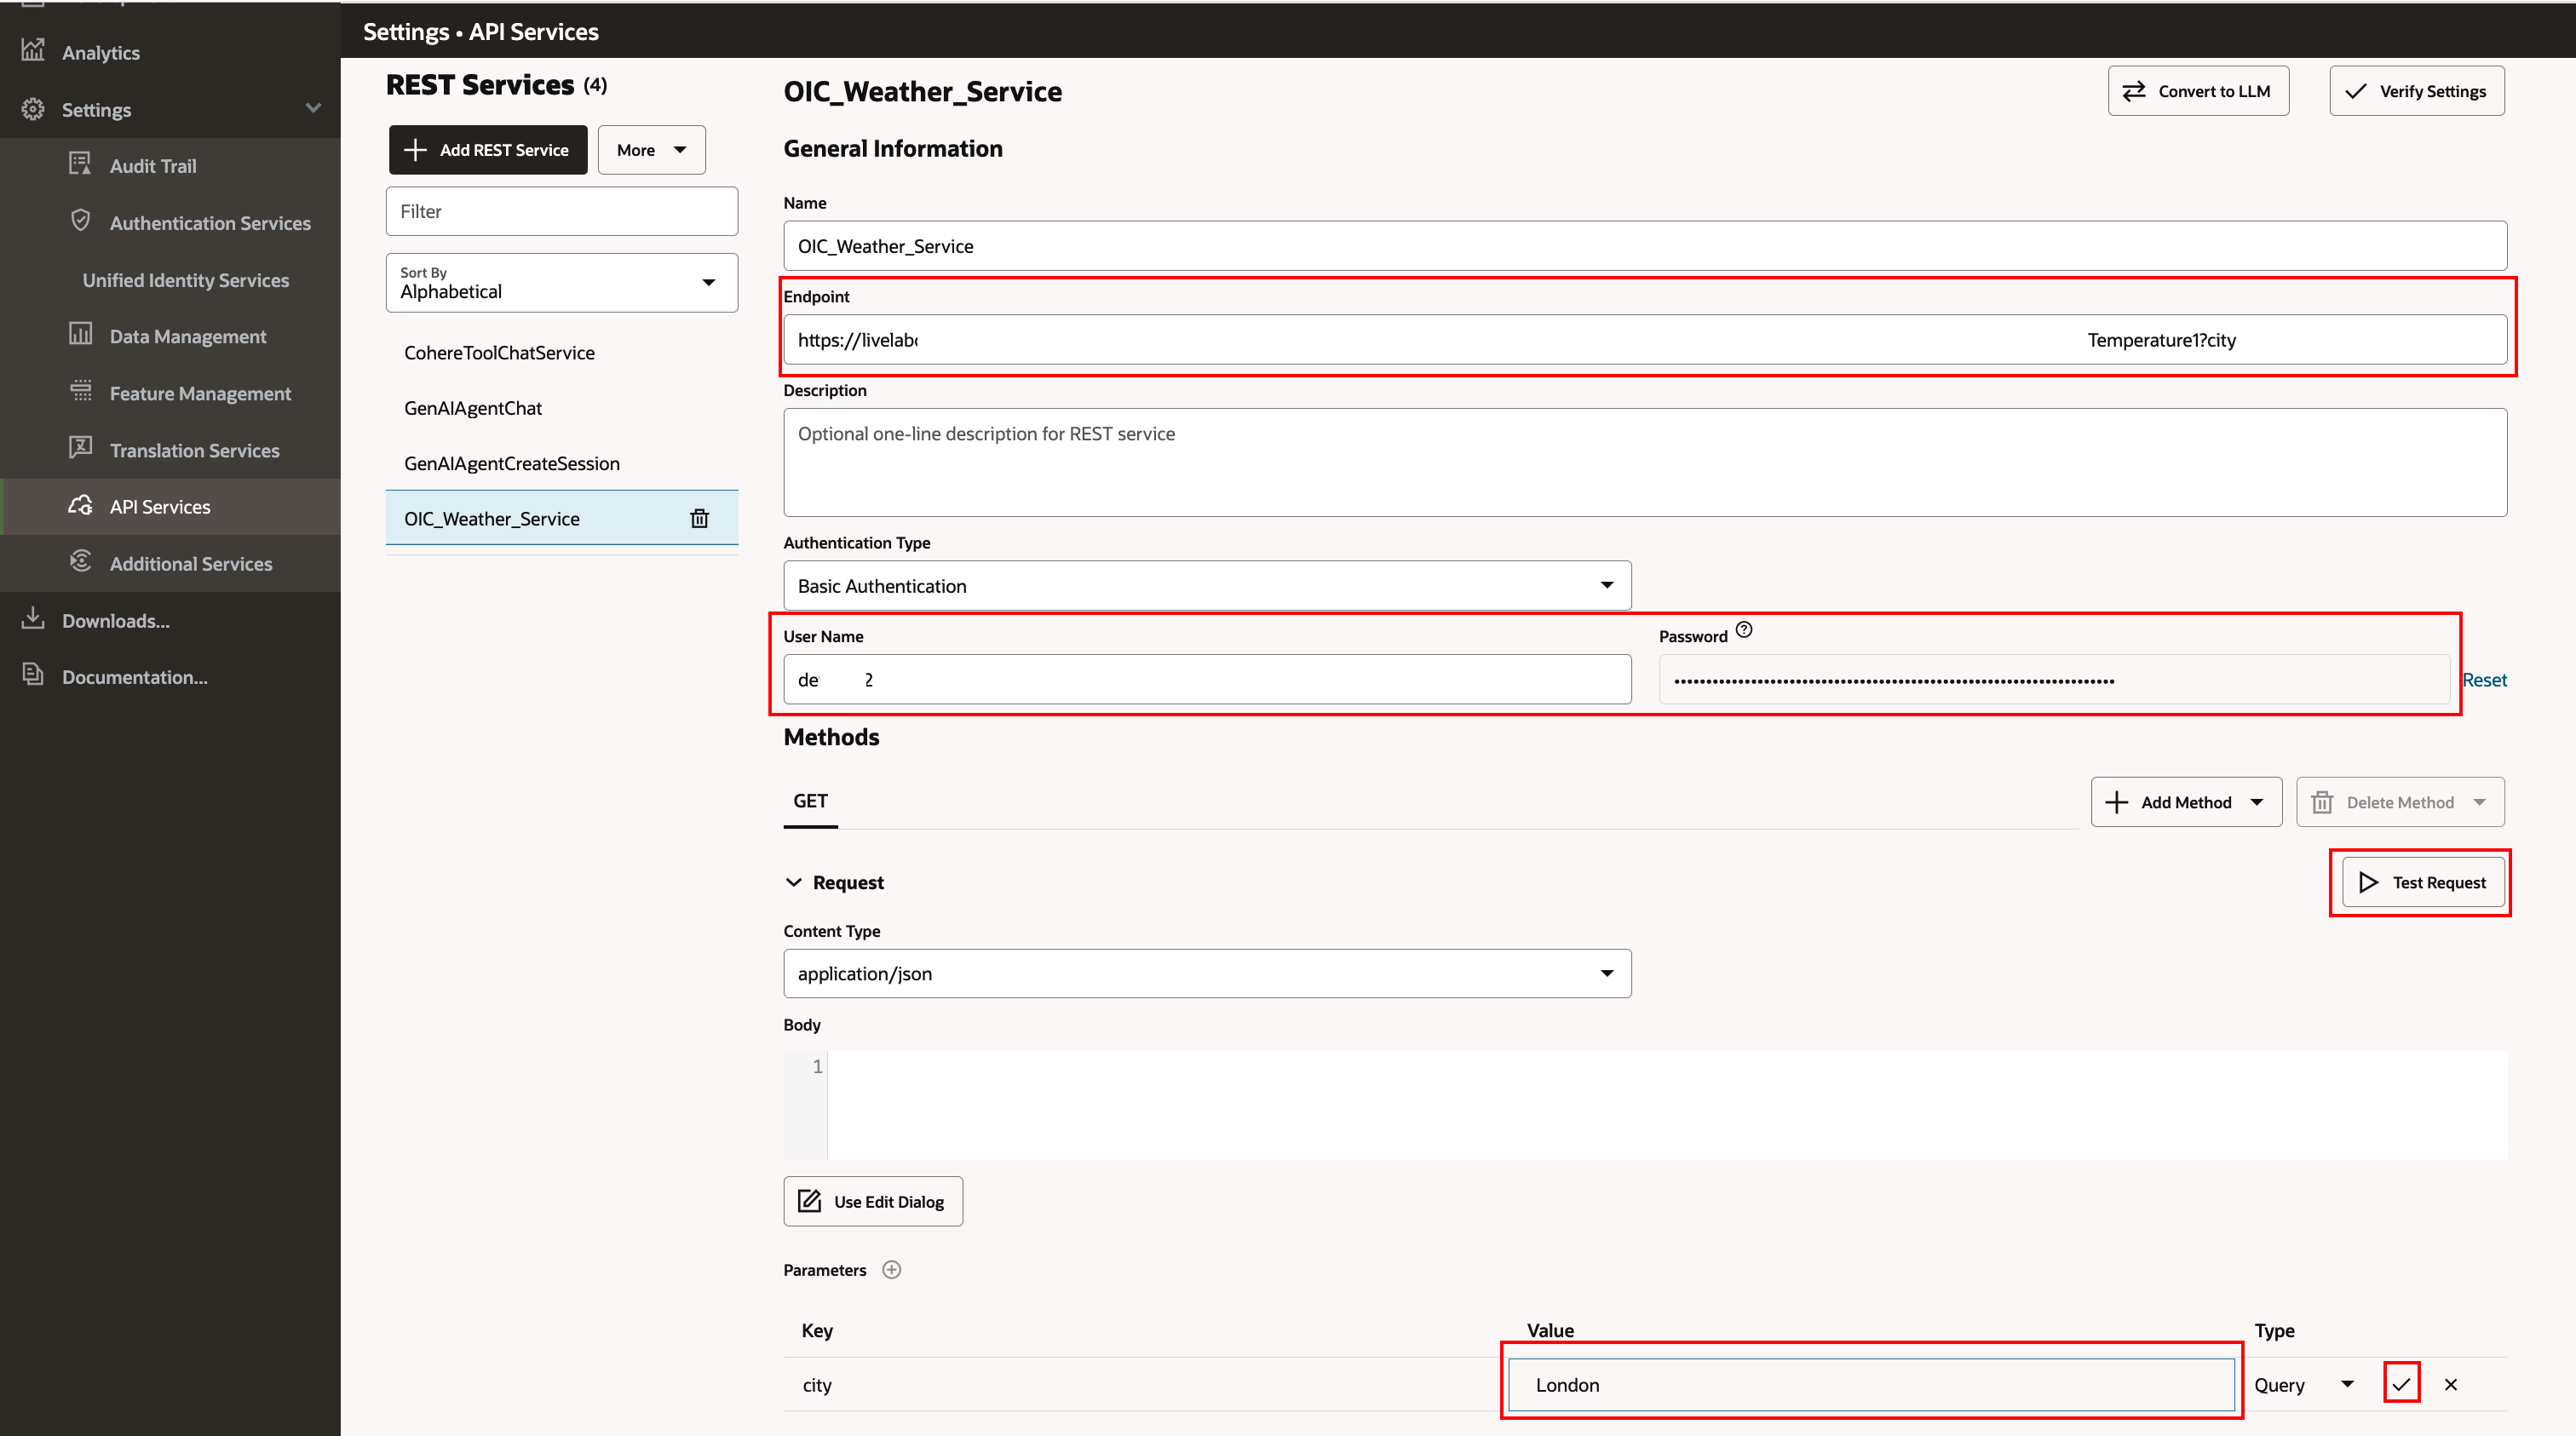 Analytics
Settings
Audit Trail
Authentication Services
Unified Identity Services
Data Management
Feature Management
Translation Services
API Services
Additional Services
Downloads...
Documentation...
Settings • API Services
REST Services (4)
Add REST Service
More
Filter
Sort By
Alphabetical
CohereToolChatService
GenAIAgentChat
GenAIAgentCreateSession
OIC_Weather_Service
OIC_Weather_Service
Convert to LLM
Verify Settings
General Information
Name
OIC_Weather_Service
Endpoint
https://livelab Temperature1?city
Description
Optional one-line description for REST service
Authentication Type
Basic Authentication
User Name
Password
de 2
Reset
Methods
GET
Add Method
Delete Method
Request
Test Request
Content Type
application/json
Body
1
Use Edit Dialog
Parameters
Key Value Type
city London Query